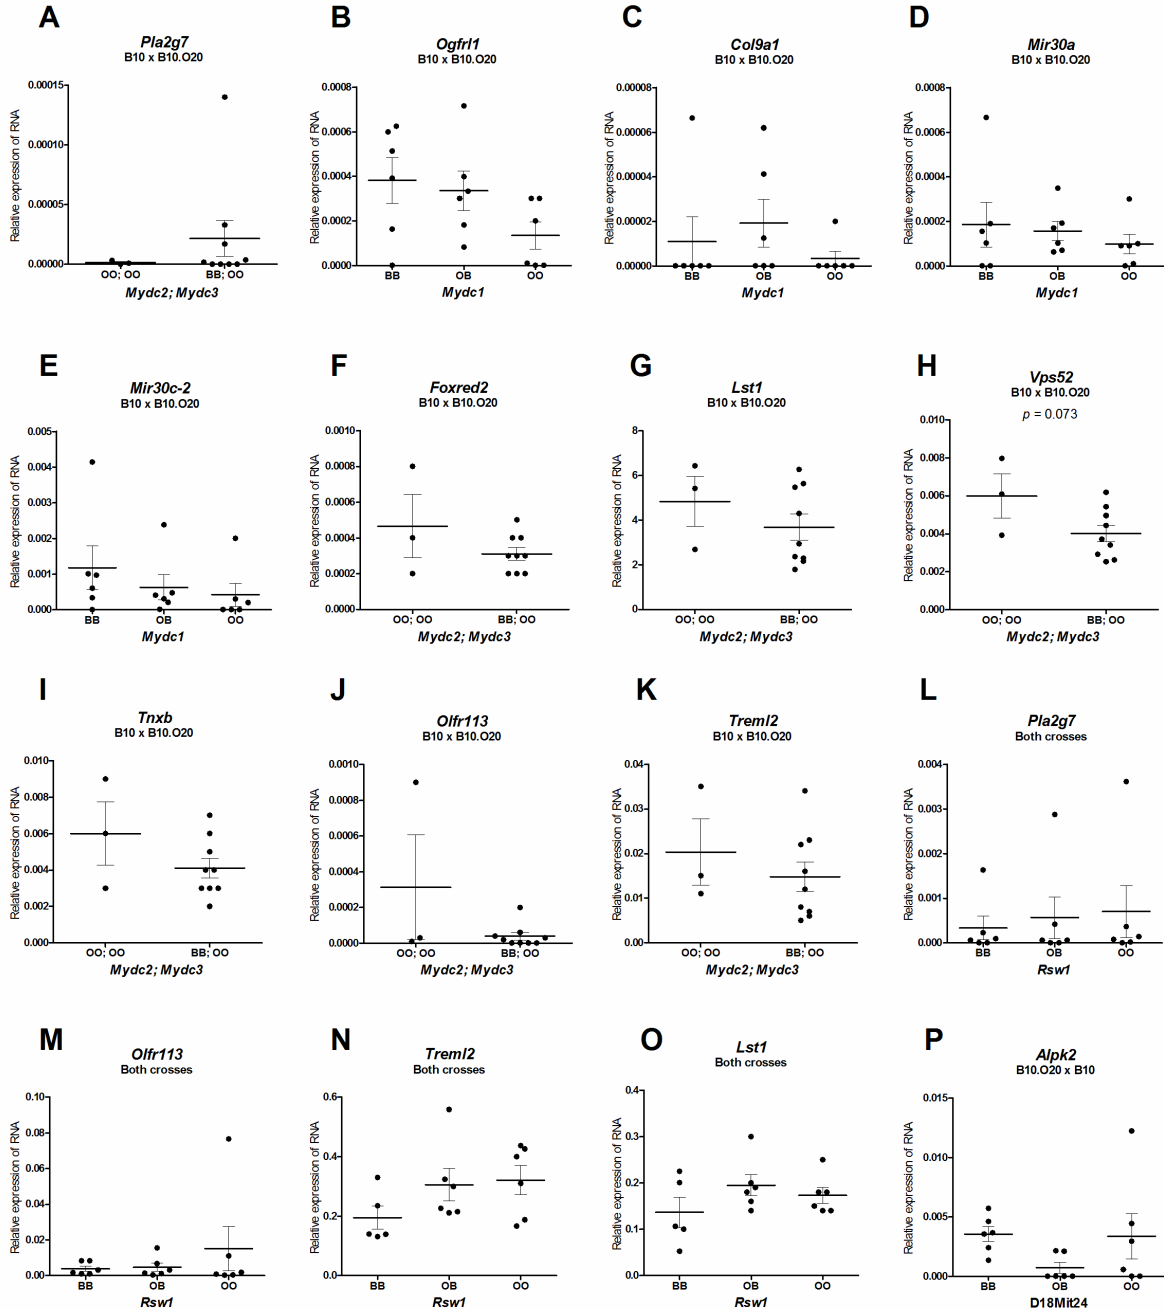 A
Pla2g7
B10 x B10.O20
Relative expression of RNA
0.00015
0.00010
0.00005
0.00000
OO; OO
BB; OO
Mydc2; Mydc3
B
Ogfrl1
B10 x B10.O20
Relative expression of RNA
0.0008
0.0006
0.0004
0.0002
0.0000
BB
OB
OO
Mydc1
C
Col9a1
B10 x B10.O20
Relative expression of RNA
0.00008
0.00006
0.00004
0.00002
0.00000
BB
OB
OO
Mydc1
D
Mir30a
B10 x B10.O20
Relative expression of RNA
0.0008
0.0006
0.0004
0.0002
0.0000
BB
OB
OO
Mydc1
E
Mir30c-2
B10 x B10.O20
Relative expression of RNA
0.005
0.004
0.003
0.002
0.001
0.000
BB
OB
OO
Mydc1
F
Foxred2
B10 x B10.O20
Relative expression of RNA
0.0010
0.0008
0.0006
0.0004
0.0002
0.0000
OO; OO
BB; OO
Mydc2; Mydc3
G
Lst1
B10 x B10.O20
Relative expression of RNA
8
6
4
2
0
OO; OO
BB; OO
Mydc2; Mydc3
H
Vps52
B10 x B10.O20
p = 0.073
Relative expression of RNA
0.010
0.008
0.006
0.004
0.002
0.000
OO; OO
BB; OO
Mydc2; Mydc3
I
Tnxb
B10 x B10.O20
Relative expression of RNA
0.010
0.008
0.006
0.004
0.002
0.000
OO; OO
BB; OO
Mydc2; Mydc3
J
Olfr113
B10 x B10.O20
Relative expression of RNA
0.0010
0.0008
0.0006
0.0004
0.0002
0.0000
OO; OO
BB; OO
Mydc2; Mydc3
K
Treml2
B10 x B10.O20
Relative expression of RNA
0.04
0.03
0.02
0.01
0.00
OO; OO
BB; OO
Mydc2; Mydc3
L
Pla2g7
Both crosses
Relative expression of RNA
0.004
0.003
0.002
0.001
0.000
BB
OB
OO
Rsw1
M
Olfr113
Both crosses
Relative expression of RNA
0.10
0.08
0.06
0.04
0.02
0.00
BB
OB
OO
Rsw1
N
Treml2
Both crosses
Relative expression of RNA
0.6
0.4
0.2
0.0
BB
OB
OO
Rsw1
O
Lst1
Both crosses
Relative expression of RNA
0.4
0.3
0.2
0.1
0.0
BB
OB
OO
Rsw1
P
Alpk2
B10.O20 x B10
Relative expression of RNA
0.015
0.010
0.005
0.000
BB
OB
OO
D18Mit24